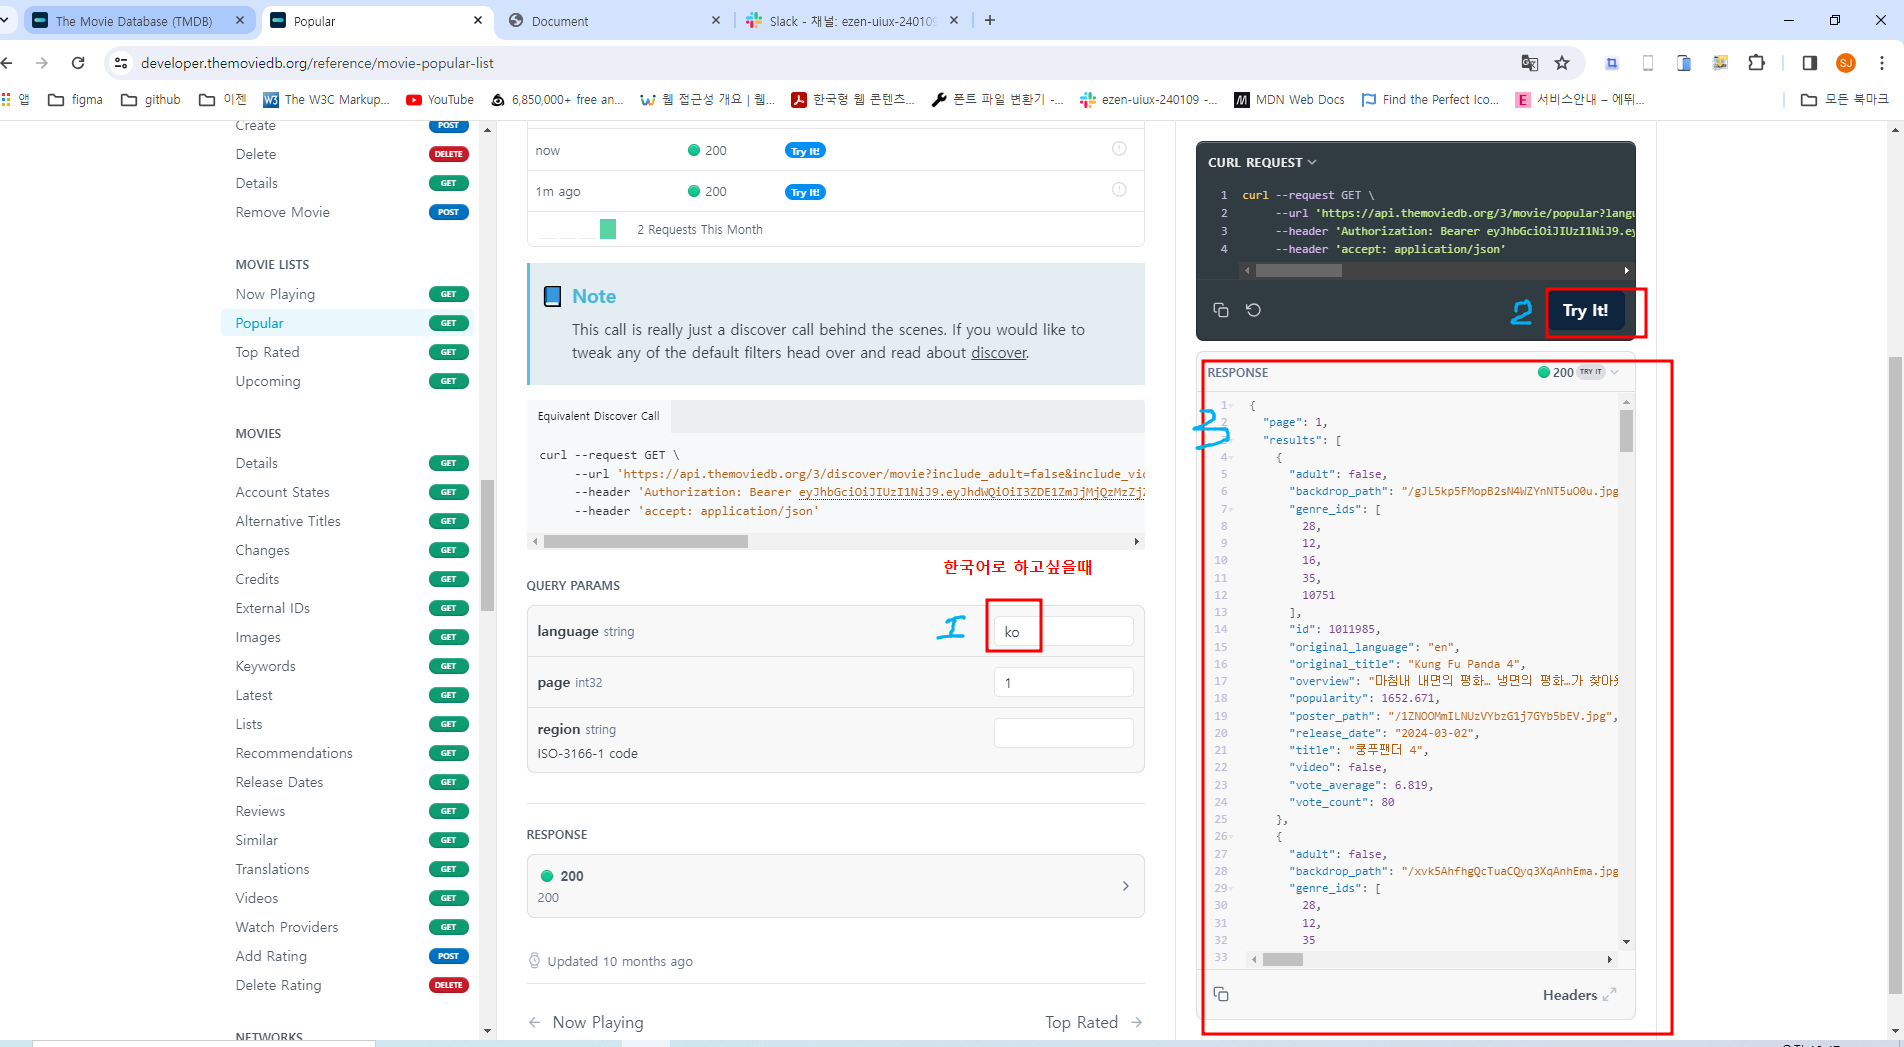 The Movie Database (TMDB)
Popular
Document
Slack - 채널: ezen-uiux-240109
developer.themoviedb.org/reference/movie-popular-list
SJ
앱
figma
github
이젠
The W3C Markup...
YouTube
6,850,000+ free an...
웹 접근성 개요 | 웹...
한국형 웹 콘텐츠...
폰트 파일 변환기 -...
ezen-uiux-240109 -...
MDN Web Docs
Find the Perfect Ico...
서비스안내 – 에뛰...
모든 북마크
Create POST
Delete DELETE
Details GET
Remove Movie POST
MOVIE LISTS
Now Playing GET
Popular GET
Top Rated GET
Upcoming GET
MOVIES
Details GET
Account States GET
Alternative Titles GET
Changes GET
Credits GET
External IDs GET
Images GET
Keywords GET
Latest GET
Lists GET
Recommendations GET
Release Dates GET
Reviews GET
Similar GET
Translations GET
Videos GET
Watch Providers GET
Add Rating POST
Delete Rating DELETE
NETWORKS
now 200 Try It!
1m ago 200 Try It!
2 Requests This Month
Note
This call is really just a discover call behind the scenes. If you would like to
tweak any of the default filters head over and read about discover.
Equivalent Discover Call
curl --request GET \
--url 'https://api.themoviedb.org/3/discover/movie?include_adult=false&include_vi
--header 'Authorization: Bearer eyJhbGciOiJIUzI1NiJ9.eyJhdWQiOiI3ZDE1ZmJjMjQzMzZj
--header 'accept: application/json'
한국어로 하고싶을때
QUERY PARAMS
language string
1
ko
page int32
1
region string
ISO-3166-1 code
RESPONSE
200
200
Updated 10 months ago
← Now Playing
Top Rated →
CURL REQUEST
1 curl --request GET \
2 --url 'https://api.themoviedb.org/3/movie/popular?lang
3 --header 'Authorization: Bearer eyJhbGciOiJIUzI1NiJ9.ey
4 --header 'accept: application/json'
2
Try It!
RESPONSE
200 TRY IT
3
1 {
2 "page": 1,
"results": [
4 {
5 "adult": false,
6 "backdrop_path": "/gJL5kp5FMopB2sN4WZYnNT5uO0u.jpg
7 "genre_ids": [
8 28,
9 12,
10 16,
11 35,
12 10751
13 ],
14 "id": 1011985,
15 "original_language": "en",
16 "original_title": "Kung Fu Panda 4",
17 "overview": "마침내 내면의 평화… 냉면의 평화…가 찾아
18 "popularity": 1652.671,
19 "poster_path": "/1ZNOOMmILNUzVYbzG1j7GYb5bEV.jpg",
20 "release_date": "2024-03-02",
21 "title": "쿵푸팬더 4",
22 "video": false,
23 "vote_average": 6.819,
24 "vote_count": 80
25 },
26 {
27 "adult": false,
28 "backdrop_path": "/xvk5AhfhgQcTuaCQyq3XqAnhEma.jpg
29 "genre_ids": [
30 28,
31 12,
32 35
33
Headers